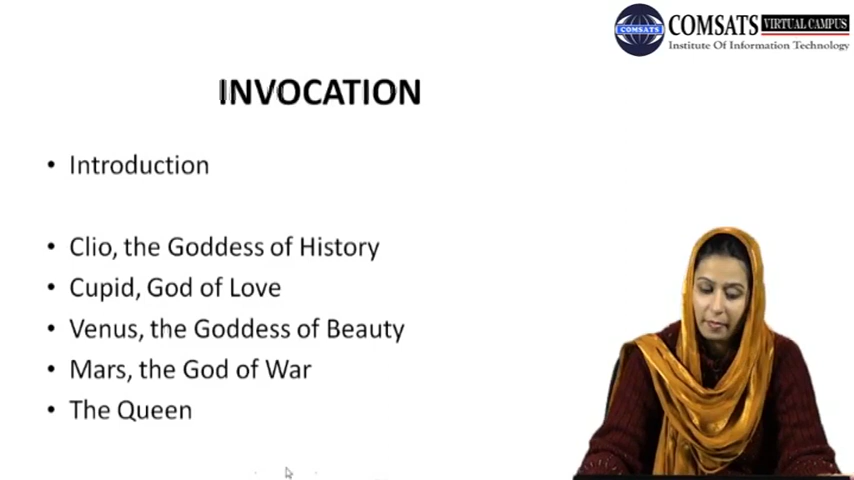 COMSATS
COMSATS VIRTUAL CAMPUS
Institute Of Information Technology
INVOCATION
• Introduction
• Clio, the Goddess of History
• Cupid, God of Love
• Venus, the Goddess of Beauty
• Mars, the God of War
• The Queen